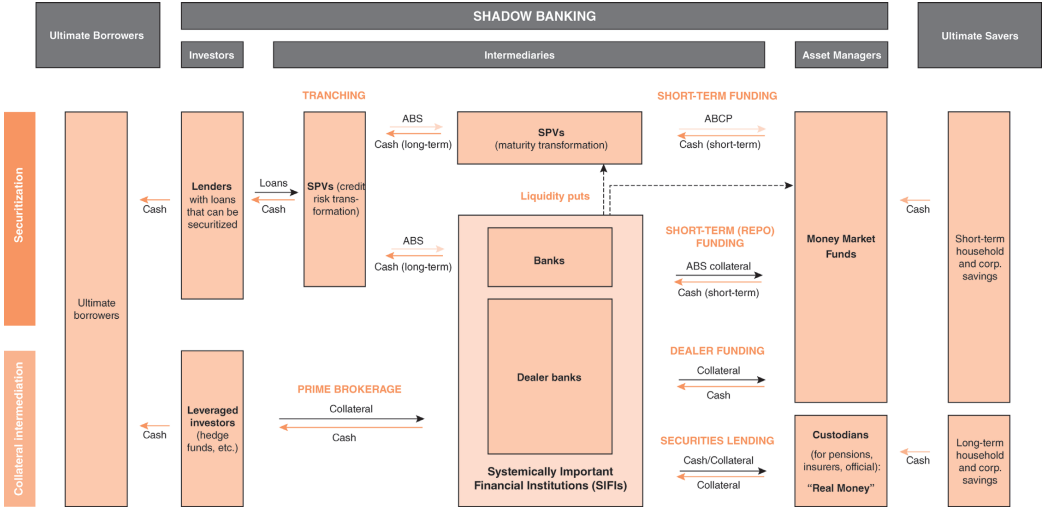 SHADOW BANKING
Ultimate Borrowers
Ultimate Savers
Investors
Intermediaries
Asset Managers
TRANCHING
SHORT-TERM FUNDING
Securitization
Lenders
with loans
that can be
securitized
Cash
Loans
Cash
SPVs (credit
risk trans-
formation)
ABS
Cash (long-term)
SPVs
(maturity transformation)
ABCP
Cash (short-term)
Liquidity puts
ABS
Cash (long-term)
Banks
SHORT-TERM (REPO)
FUNDING
ABS collateral
Cash (short-term)
Money Market
Funds
Cash
Short-term
household
and corp.
savings
Ultimate
borrowers
Collateral intermediation
Cash
Leveraged
investors
(hedge
funds, etc.)
PRIME BROKERAGE
Collateral
Cash
Dealer banks
Systemically Important
Financial Institutions (SIFIs)
DEALER FUNDING
Collateral
Cash
SECURITIES LENDING
Cash/Collateral
Collateral
Custodians
(for pensions,
insurers, official):
“Real Money”
Cash
Long-term
household
and corp.
savings